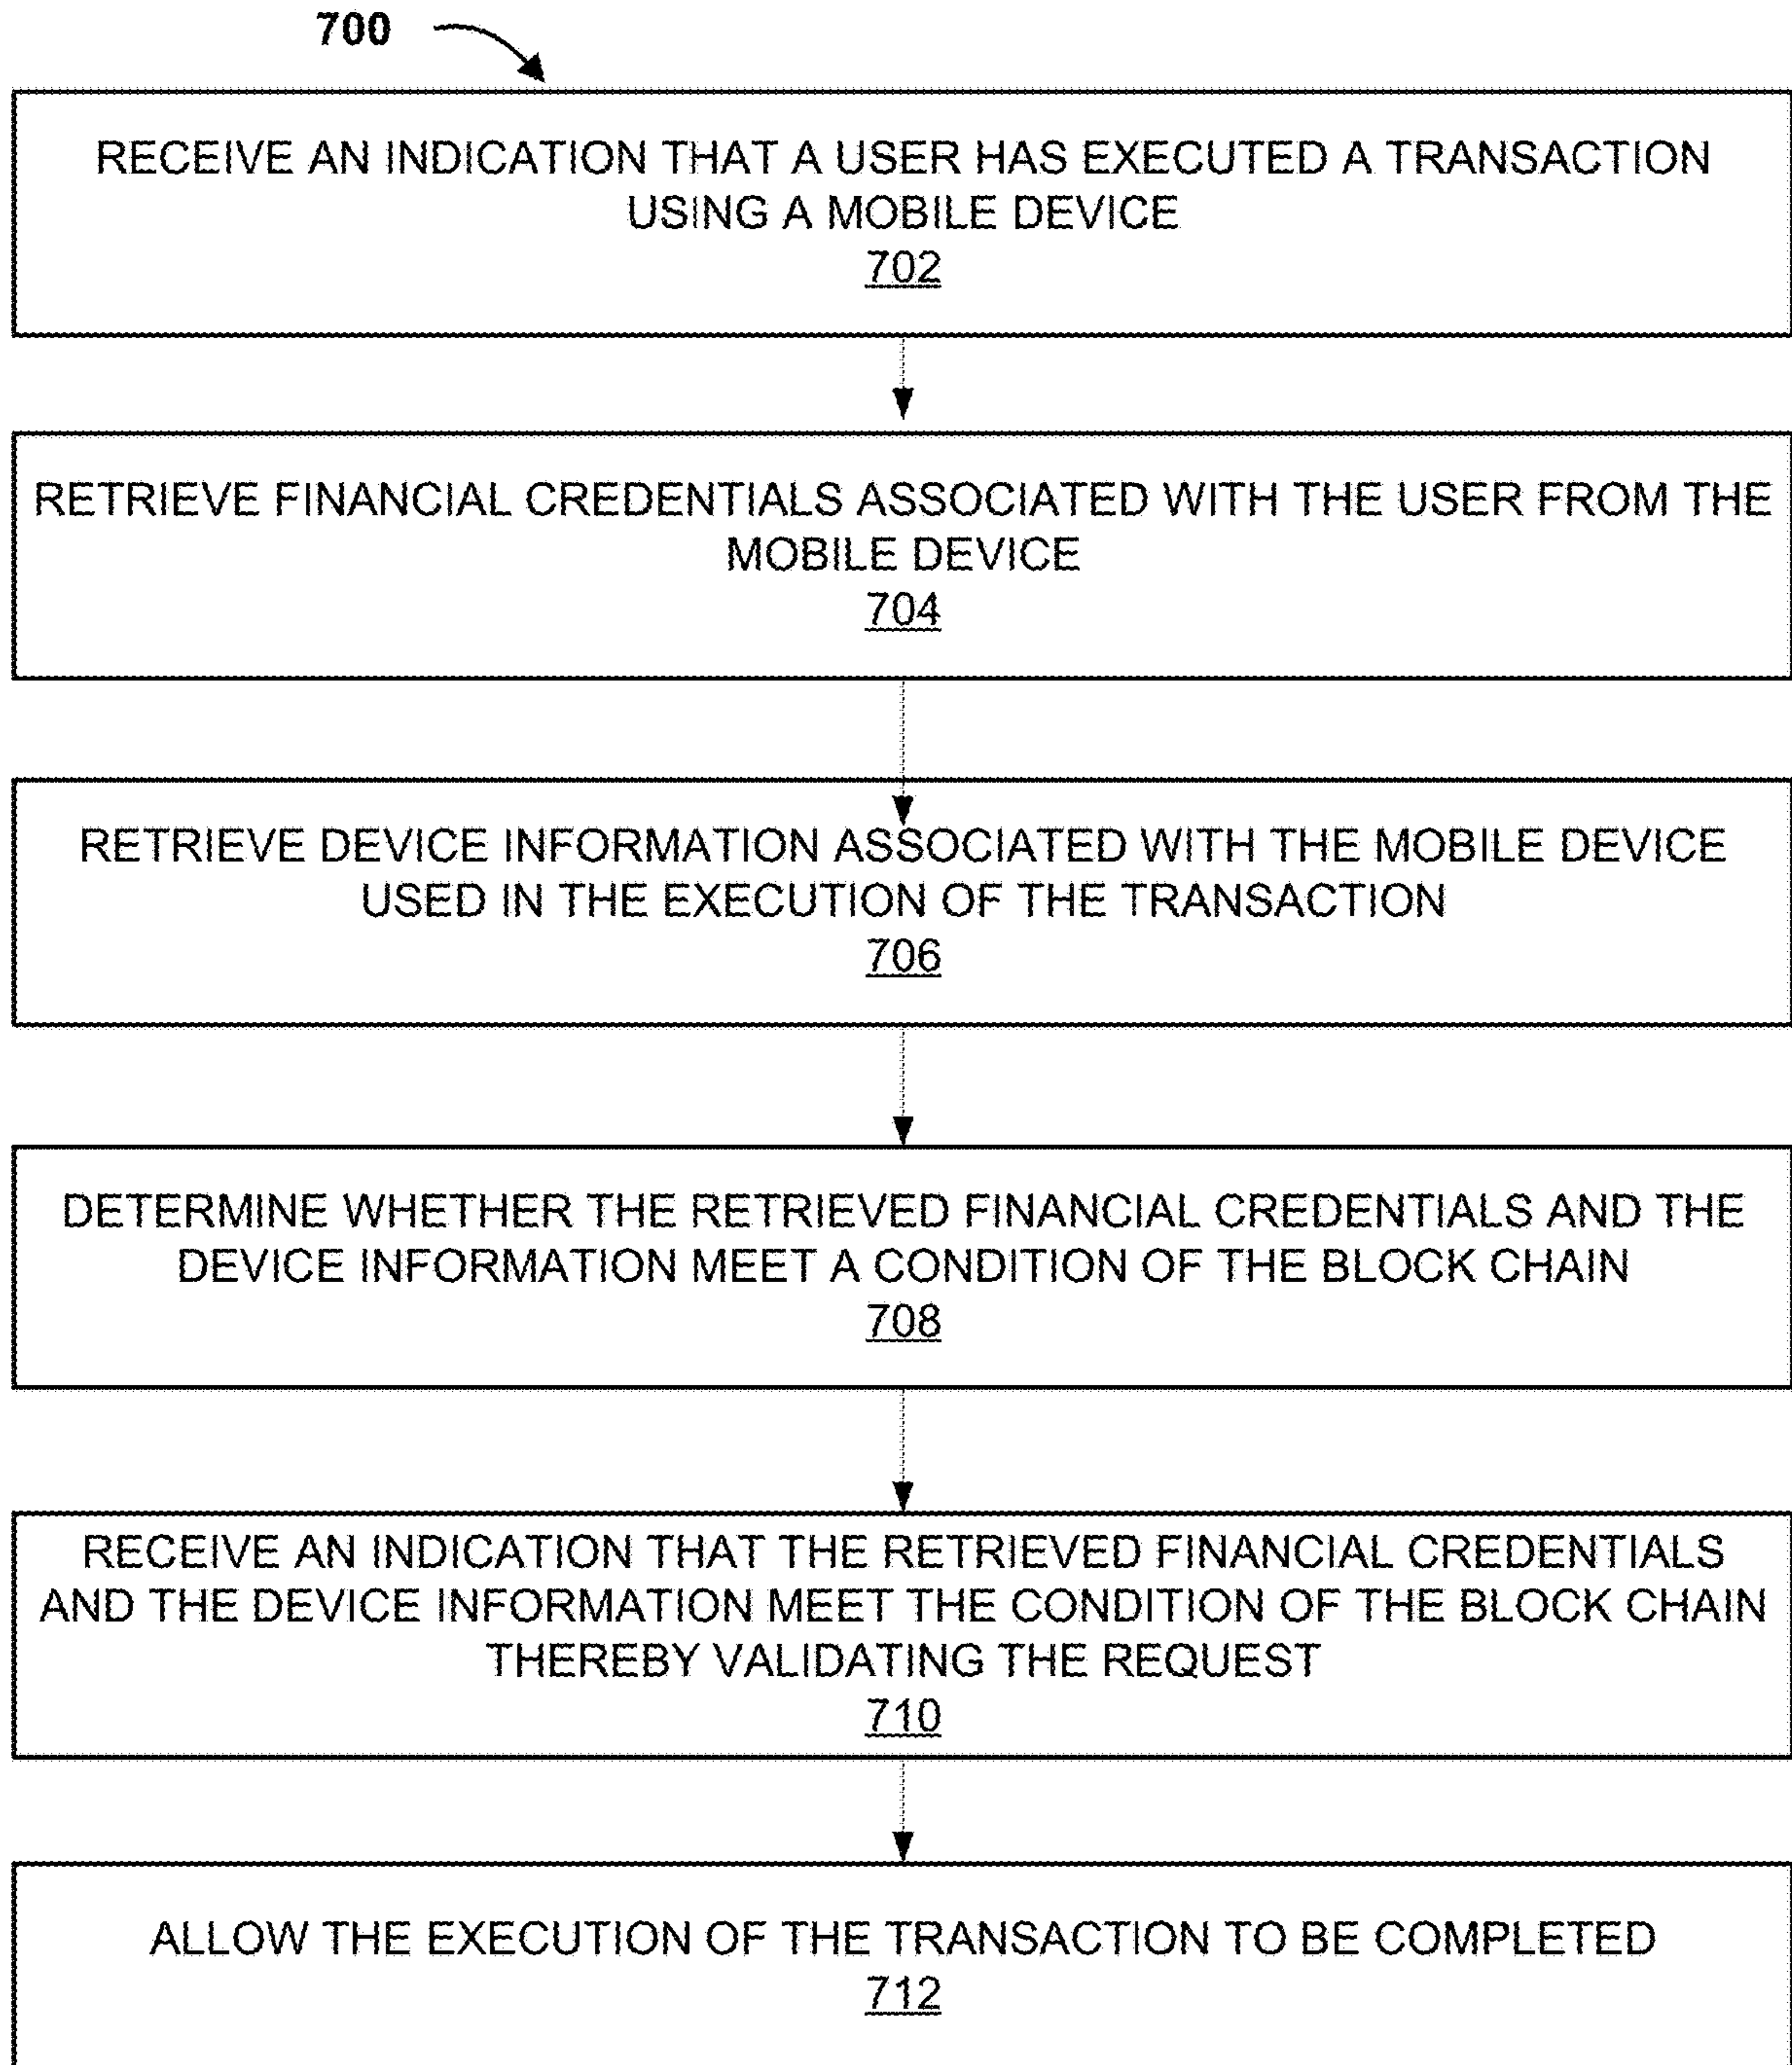 700
RECEIVE AN INDICATION THAT A USER HAS EXECUTED A TRANSACTION
USING A MOBILE DEVICE
702
RETRIEVE FINANCIAL CREDENTIALS ASSOCIATED WITH THE USER FROM THE
MOBILE DEVICE
704
RETRIEVE DEVICE INFORMATION ASSOCIATED WITH THE MOBILE DEVICE
USED IN THE EXECUTION OF THE TRANSACTION
706
DETERMINE WHETHER THE RETRIEVED FINANCIAL CREDENTIALS AND THE
DEVICE INFORMATION MEET A CONDITION OF THE BLOCK CHAIN
708
RECEIVE AN INDICATION THAT THE RETRIEVED FINANCIAL CREDENTIALS
AND THE DEVICE INFORMATION MEET THE CONDITION OF THE BLOCK CHAIN
THEREBY VALIDATING THE REQUEST
710
ALLOW THE EXECUTION OF THE TRANSACTION TO BE COMPLETED
712